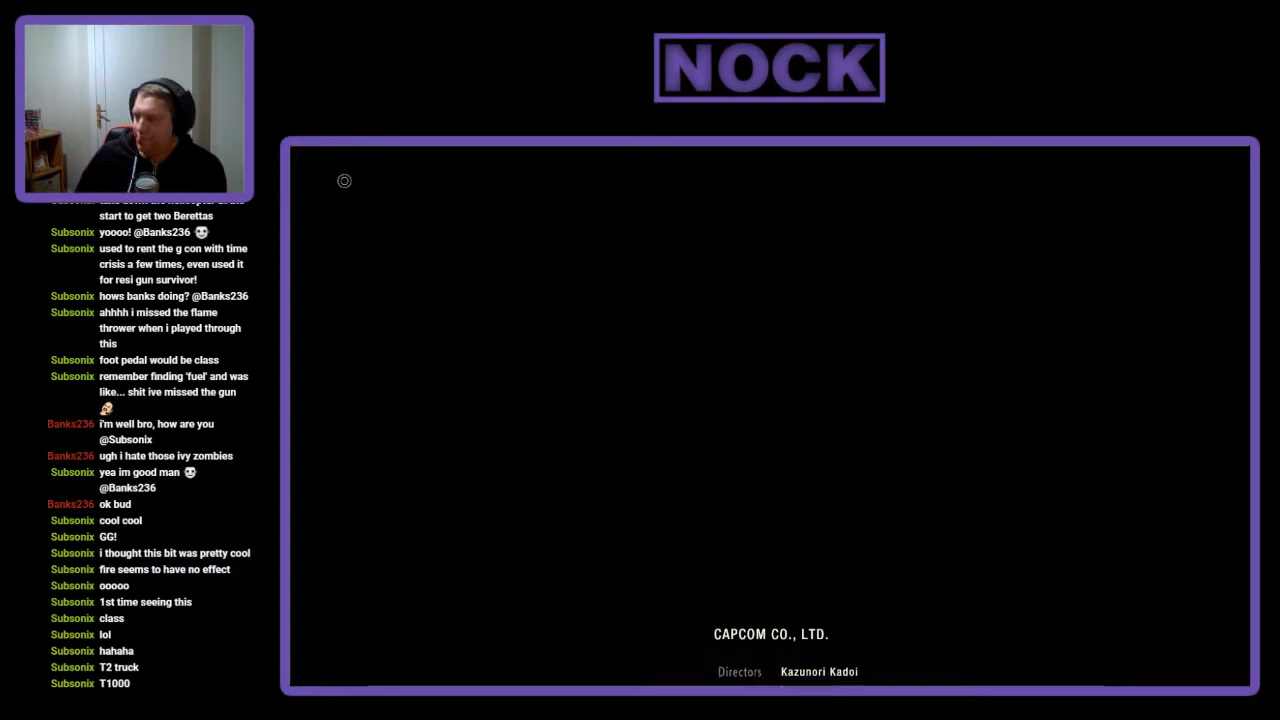 NOCK
start to get two Berettas
Subsonix yoooo! @Banks236
Subsonix used to rent the g con with time
crisis a few times, even used it
for resi gun survivor!
Subsonix hows banks doing? @Banks236
Subsonix ahhhh i missed the flame
thrower when i played through
this
Subsonix foot pedal would be class
Subsonix remember finding 'fuel' and was
like... shit ive missed the gun
Banks236 i'm well bro, how are you
@Subsonix
Banks236 ugh i hate those ivy zombies
Subsonix yea im good man
@Banks236
Banks236 ok bud
Subsonix cool cool
Subsonix GG!
Subsonix i thought this bit was pretty cool
Subsonix fire seems to have no effect
Subsonix ooooo
Subsonix 1st time seeing this
Subsonix class
Subsonix lol
Subsonix hahaha
Subsonix T2 truck
Subsonix T1000
CAPCOM CO., LTD.
Directors Kazunori Kadoi